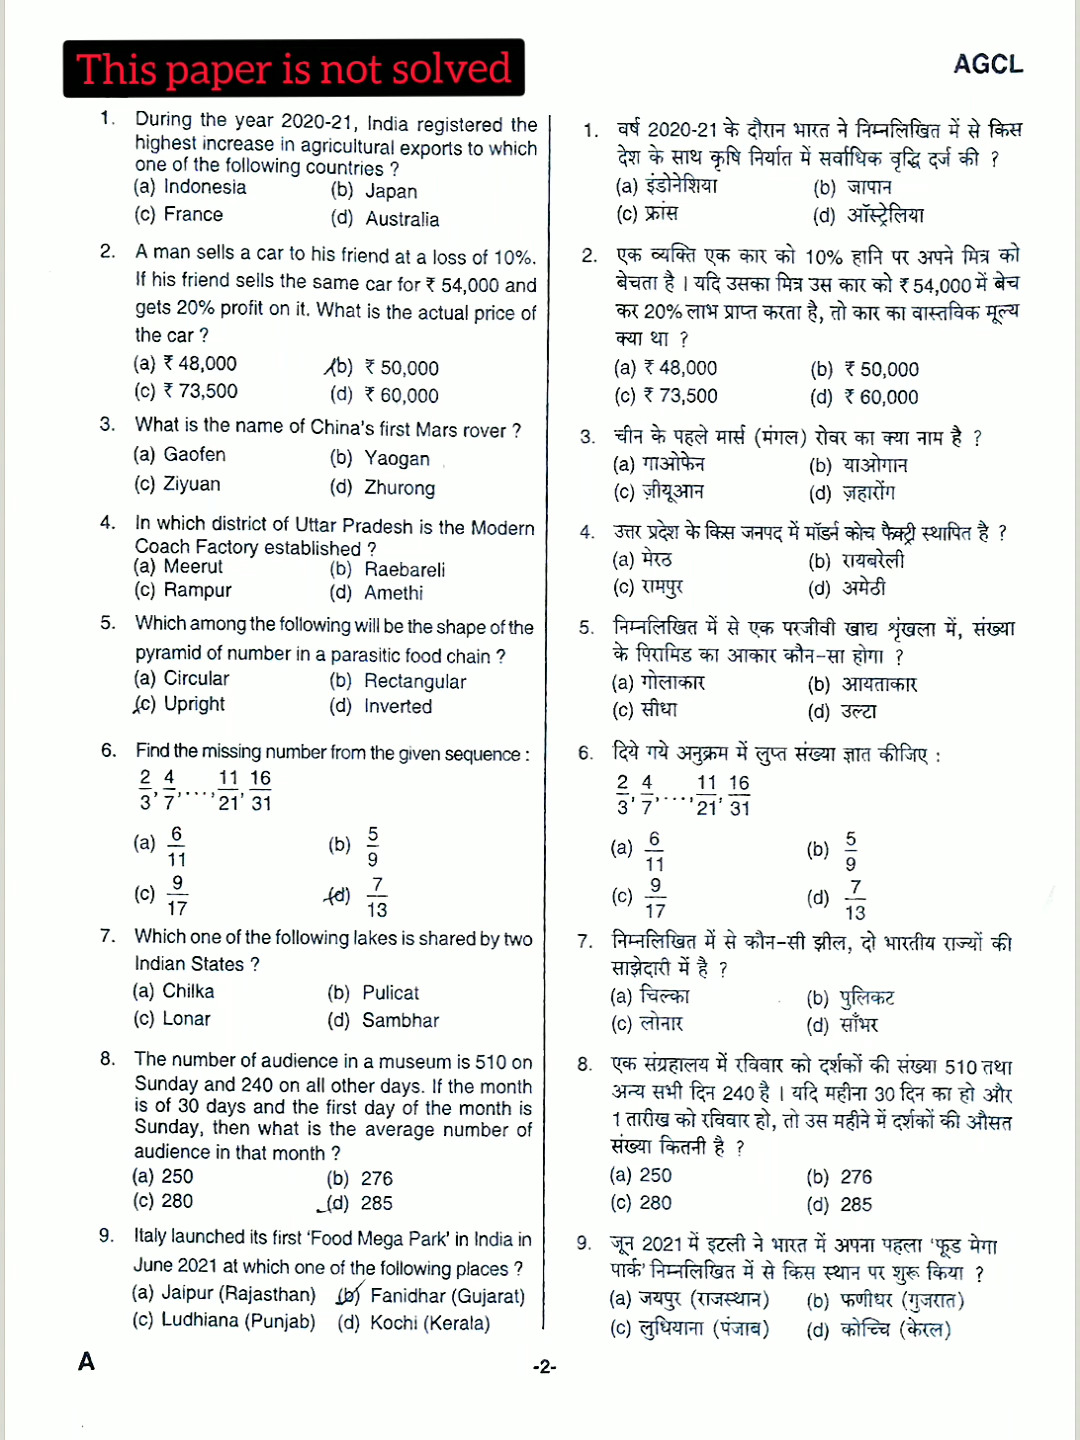 This paper is not solved
AGCL
1. During the year 2020-21, India registered the
highest increase in agricultural exports to which
one of the following countries ?
(a) Indonesia (b) Japan
(c) France (d) Australia
2. A man sells a car to his friend at a loss of 10%.
If his friend sells the same car for ₹ 54,000 and
gets 20% profit on it. What is the actual price of
the car ?
(a) ₹ 48,000 (b) ₹ 50,000
(c) ₹ 73,500 (d) ₹ 60,000
3. What is the name of China's first Mars rover ?
(a) Gaofen (b) Yaogan
(c) Ziyuan (d) Zhurong
4. In which district of Uttar Pradesh is the Modern
Coach Factory established ?
(a) Meerut (b) Raebareli
(c) Rampur (d) Amethi
5. Which among the following will be the shape of the
pyramid of number in a parasitic food chain ?
(a) Circular (b) Rectangular
(c) Upright (d) Inverted
6. Find the missing number from the given sequence :
2/3, 4/7, ..., 11/21, 16/31
(a) 6/11 (b) 5/9
(c) 9/17 (d) 7/13
7. Which one of the following lakes is shared by two
Indian States ?
(a) Chilka (b) Pulicat
(c) Lonar (d) Sambhar
8. The number of audience in a museum is 510 on
Sunday and 240 on all other days. If the month
is of 30 days and the first day of the month is
Sunday, then what is the average number of
audience in that month ?
(a) 250 (b) 276
(c) 280 (d) 285
9. Italy launched its first 'Food Mega Park' in India in
June 2021 at which one of the following places ?
(a) Jaipur (Rajasthan) (b) Fanidhar (Gujarat)
(c) Ludhiana (Punjab) (d) Kochi (Kerala)
1. वर्ष 2020-21 के दौरान भारत ने निम्नलिखित में से किस
देश के साथ कृषि निर्यात में सर्वाधिक वृद्धि दर्ज की ?
(a) इंडोनेशिया (b) जापान
(c) फ्रांस (d) ऑस्ट्रेलिया
2. एक व्यक्ति एक कार को 10% हानि पर अपने मित्र को
बेचता है । यदि उसका मित्र उस कार को ₹ 54,000 में बेच
कर 20% लाभ प्राप्त करता है, तो कार का वास्तविक मूल्य
क्या था ?
(a) ₹ 48,000 (b) ₹ 50,000
(c) ₹ 73,500 (d) ₹ 60,000
3. चीन के पहले मार्स (मंगल) रोवर का क्या नाम है ?
(a) गाओफेन (b) याओगान
(c) ज़ीयूआन (d) ज़हारोंग
4. उत्तर प्रदेश के किस जनपद में मॉडर्न कोच फैक्ट्री स्थापित है ?
(a) मेरठ (b) रायबरेली
(c) रामपुर (d) अमेठी
5. निम्नलिखित में से एक परजीवी खाद्य शृंखला में, संख्या
के पिरामिड का आकार कौन-सा होगा ?
(a) गोलाकार (b) आयताकार
(c) सीधा (d) उल्टा
6. दिये गये अनुक्रम में लुप्त संख्या ज्ञात कीजिए :
2/3, 4/7, ..., 11/21, 16/31
(a) 6/11 (b) 5/9
(c) 9/17 (d) 7/13
7. निम्नलिखित में से कौन-सी झील, दो भारतीय राज्यों की
साझेदारी में है ?
(a) चिल्का (b) पुलिकट
(c) लोनार (d) साँभर
8. एक संग्रहालय में रविवार को दर्शकों की संख्या 510 तथा
अन्य सभी दिन 240 है । यदि महीना 30 दिन का हो और
1 तारीख को रविवार हो, तो उस महीने में दर्शकों की औसत
संख्या कितनी है ?
(a) 250 (b) 276
(c) 280 (d) 285
9. जून 2021 में इटली ने भारत में अपना पहला 'फूड मेगा
पार्क' निम्नलिखित में से किस स्थान पर शुरू किया ?
(a) जयपुर (राजस्थान) (b) फणीधर (गुजरात)
(c) लुधियाना (पंजाब) (d) कोच्चि (केरल)
A
-2-